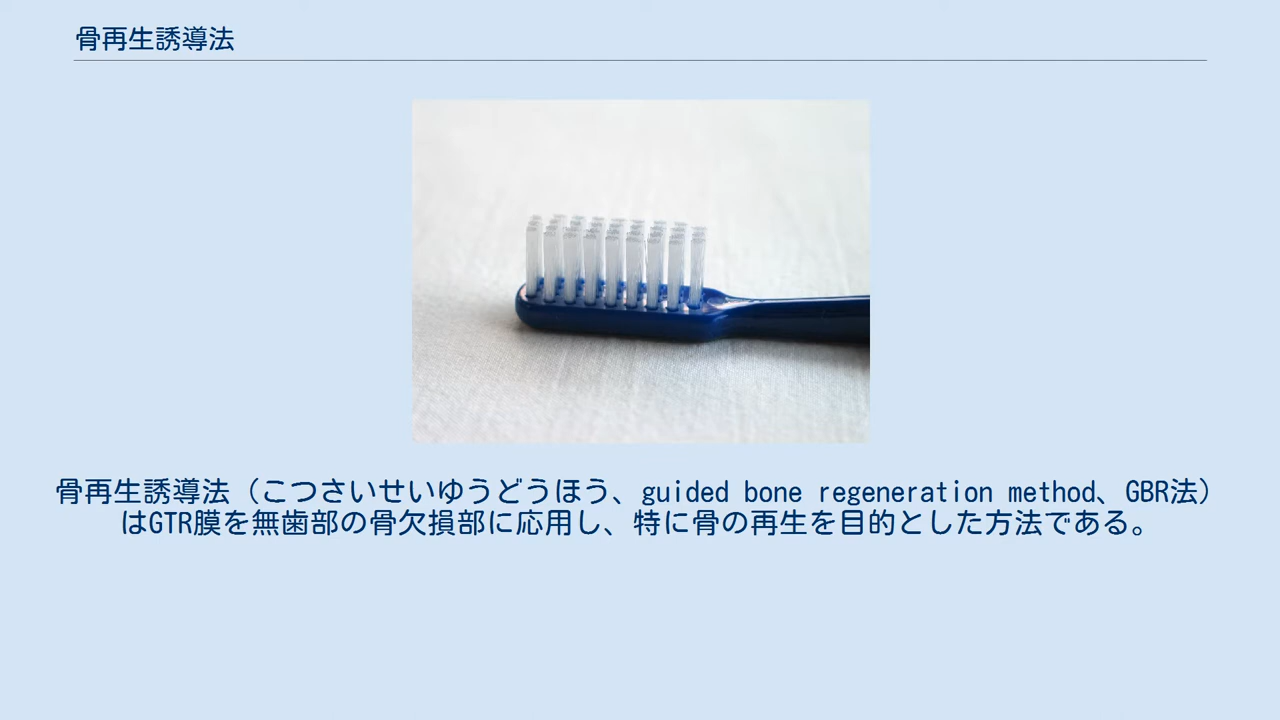 骨再生誘導法
骨再生誘導法（こつさいせいゆうどうほう、guided bone regeneration method、GBR法）
はGTR膜を無歯部の骨欠損部に応用し、特に骨の再生を目的とした方法である。